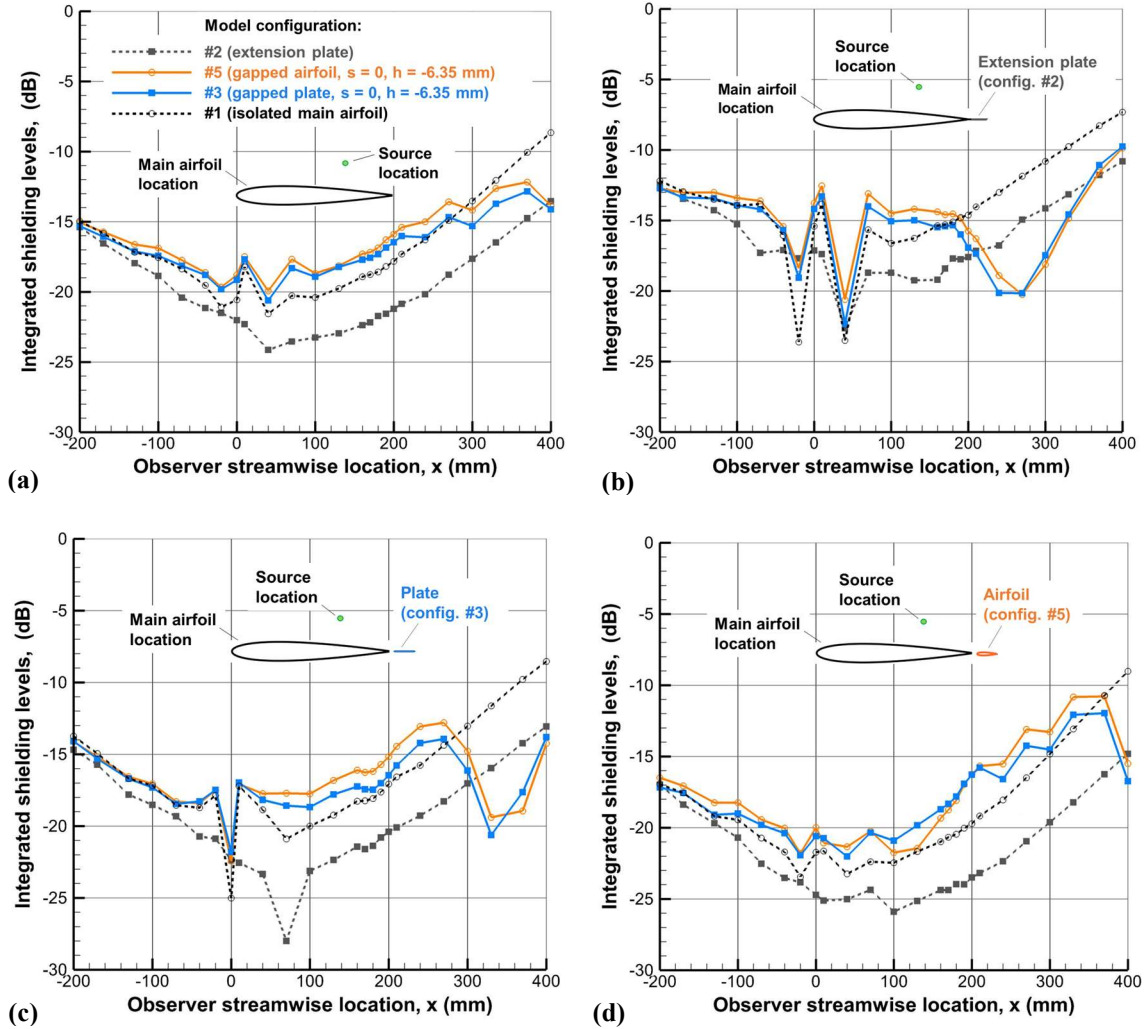 0
-5
-10
-15
-20
-25
-30
Integrated shielding levels, (dB)
Model configuration:
#2 (extension plate)
#5 (gapped airfoil, s = 0, h = -6.35 mm)
#3 (gapped plate, s = 0, h = -6.35 mm)
#1 (isolated main airfoil)
Main airfoil
location
Source
location
-200
-100
0
100
200
300
400
Observer streamwise location, x (mm)
(a)
0
-5
-10
-15
-20
-25
-30
Integrated shielding levels, (dB)
Source
location
Main airfoil
location
Extension plate
(config. #2)
-200
-100
0
100
200
300
400
Observer streamwise location, x (mm)
(b)
0
-5
-10
-15
-20
-25
-30
Integrated shielding levels, (dB)
Source
location
Main airfoil
location
Plate
(config. #3)
-200
-100
0
100
200
300
400
Observer streamwise location, x (mm)
(c)
0
-5
-10
-15
-20
-25
-30
Integrated shielding levels, (dB)
Source
location
Main airfoil
location
Airfoil
(config. #5)
-200
-100
0
100
200
300
400
Observer streamwise location, x (mm)
(d)